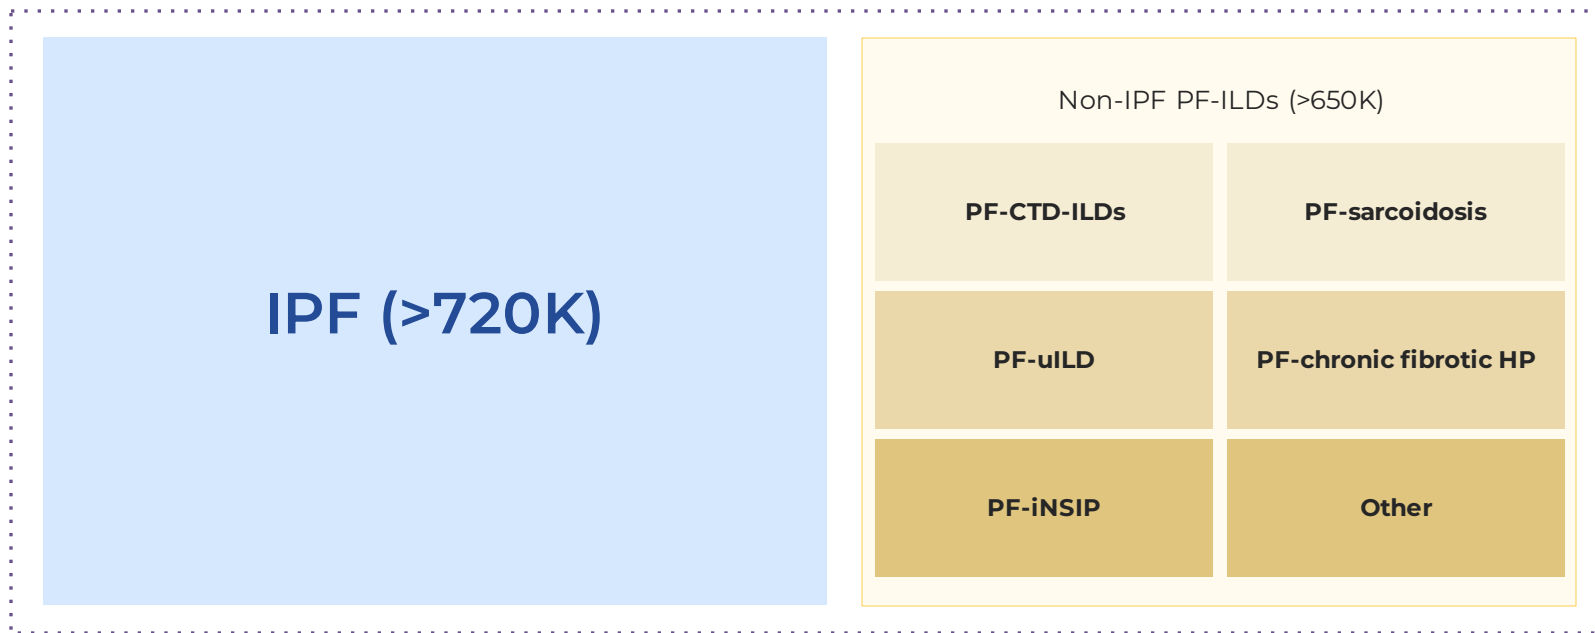 IPF (>720K)
Non-IPF PF-ILDs (>650K)
PF-CTD-ILDs
PF-sarcoidosis
PF-uILD
PF-chronic fibrotic HP
PF-iNSIP
Other